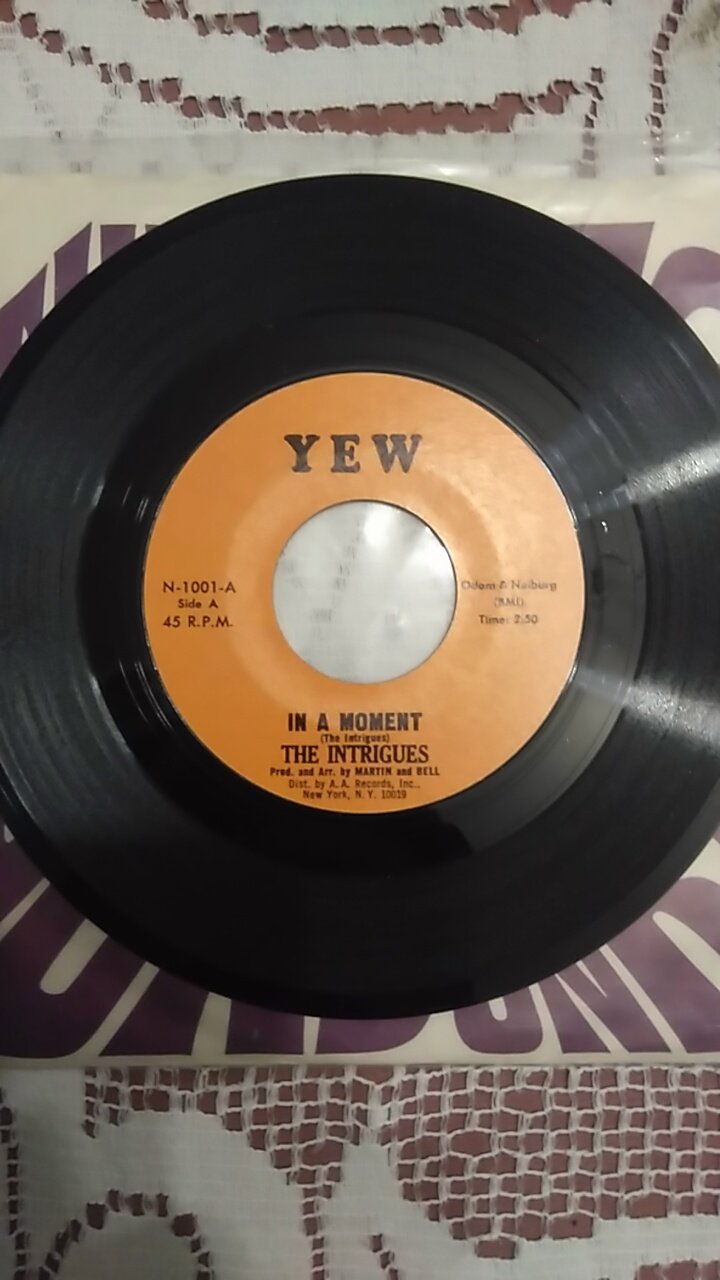 YEW
N-1001-A
Side A
45 R.P.M.
Odom & Neiburg
(BMI)
Time: 2:50
IN A MOMENT
(The Intrigues)
THE INTRIGUES
Prod. and Arr. by MARTIN and BELL
Dist. by A.A. Records, Inc.,
New York, N.Y. 10019